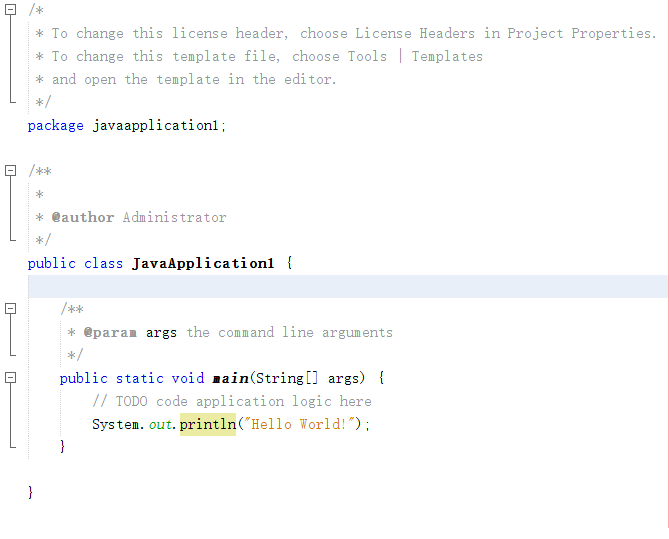 /*
 * To change this license header, choose License Headers in Project Properties.
 * To change this template file, choose Tools | Templates
 * and open the template in the editor.
 */
package javaapplication1;

/**
 *
 * @author Administrator
 */
public class JavaApplication1 {

    /**
     * @param args the command line arguments
     */
    public static void main(String[] args) {
        // TODO code application logic here
        System.out.println("Hello World!");
    }

}